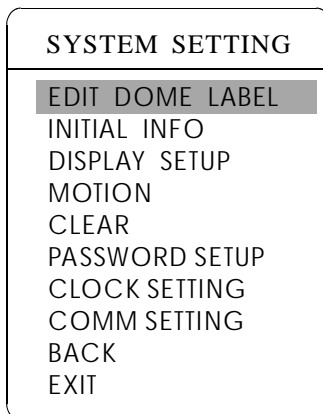 SYSTEM SETTING
EDIT DOME LABEL
INITIAL INFO
DISPLAY SETUP
MOTION
CLEAR
PASSWORD SETUP
CLOCK SETTING
COMM SETTING
BACK
EXIT